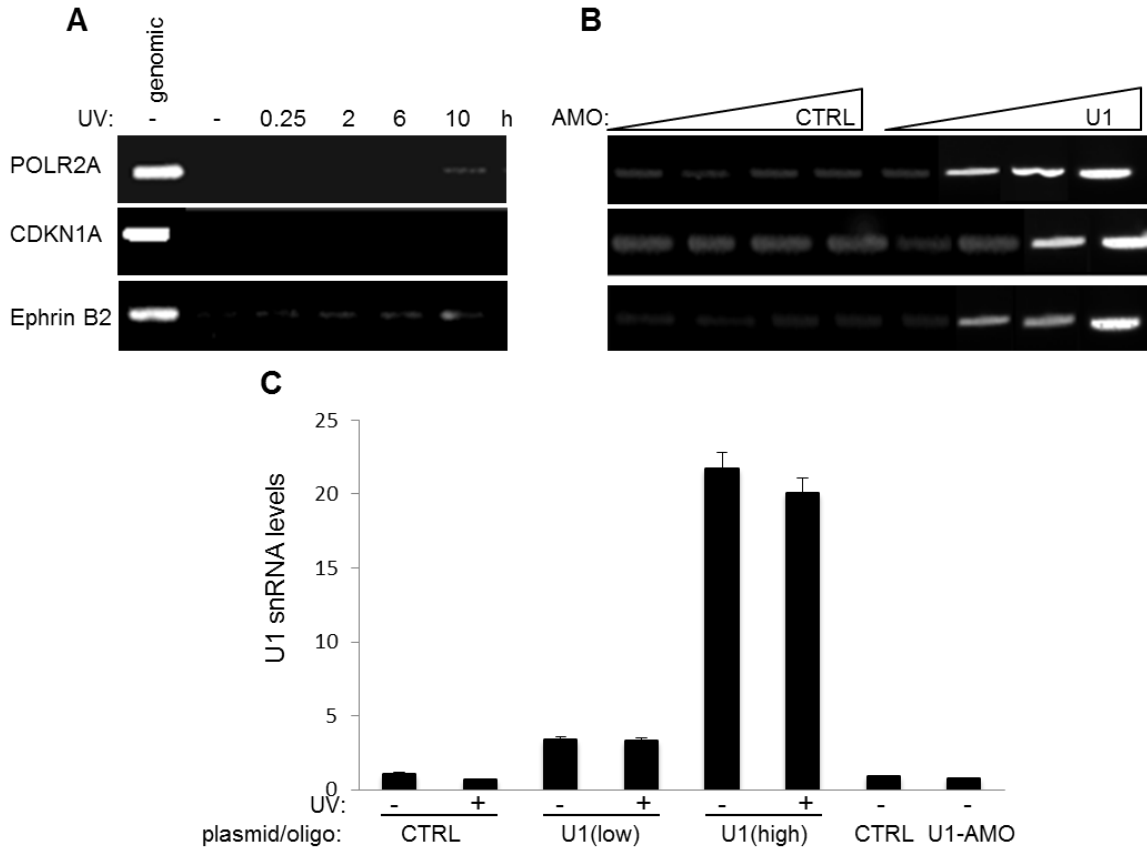 A
genomic
UV: - - 0.25 2 6 10 h
POLR2A
CDKN1A
Ephrin B2
B
AMO: CTRL U1
C
U1 snRNA levels
25
20
15
10
5
0
UV: - + - + - + - -
plasmid/oligo: CTRL U1(low) U1(high) CTRL U1-AMO